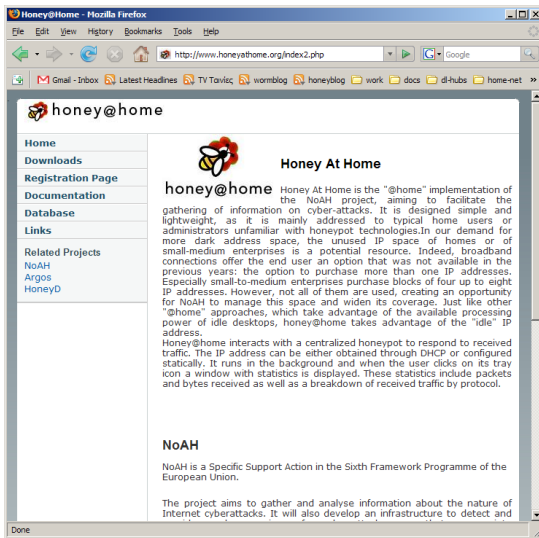 Honey@Home - Mozilla Firefox
File Edit View History Bookmarks Tools Help
http://www.honeyathome.org/index2.php
Google
Gmail - Inbox Latest Headlines TV Ταινίες wormblog honeyblog work docs dl-hubs home-net »
honey@home
Home
Downloads
Registration Page
Documentation
Database
Links
Related Projects
NoAH
Argos
HoneyD
honey@home
Honey At Home
Honey At Home is the "@home" implementation of
the NoAH project, aiming to facilitate the
gathering of information on cyber-attacks. It is designed simple and
lightweight, as it is mainly addressed to typical home users or
administrators unfamiliar with honeypot technologies.In our demand for
more dark address space, the unused IP space of homes or of
small-medium enterprises is a potential resource. Indeed, broadband
connections offer the end user an option that was not available in the
previous years: the option to purchase more than one IP addresses.
Especially small-to-medium enterprises purchase blocks of four up to eight
IP addresses. However, not all of them are used, creating an opportunity
for NoAH to manage this space and widen its coverage. Just like other
"@home" approaches, which take advantage of the available processing
power of idle desktops, honey@home takes advantage of the "idle" IP
address.
Honey@home interacts with a centralized honeypot to respond to received
traffic. The IP address can be either obtained through DHCP or configured
statically. It runs in the background and when the user clicks on its tray
icon a window with statistics is displayed. These statistics include packets
and bytes received as well as a breakdown of received traffic by protocol.
NoAH
NoAH is a Specific Support Action in the Sixth Framework Programme of the
European Union.
The project aims to gather and analyse information about the nature of
Internet cyberattacks. It will also develop an infrastructure to detect and
Done